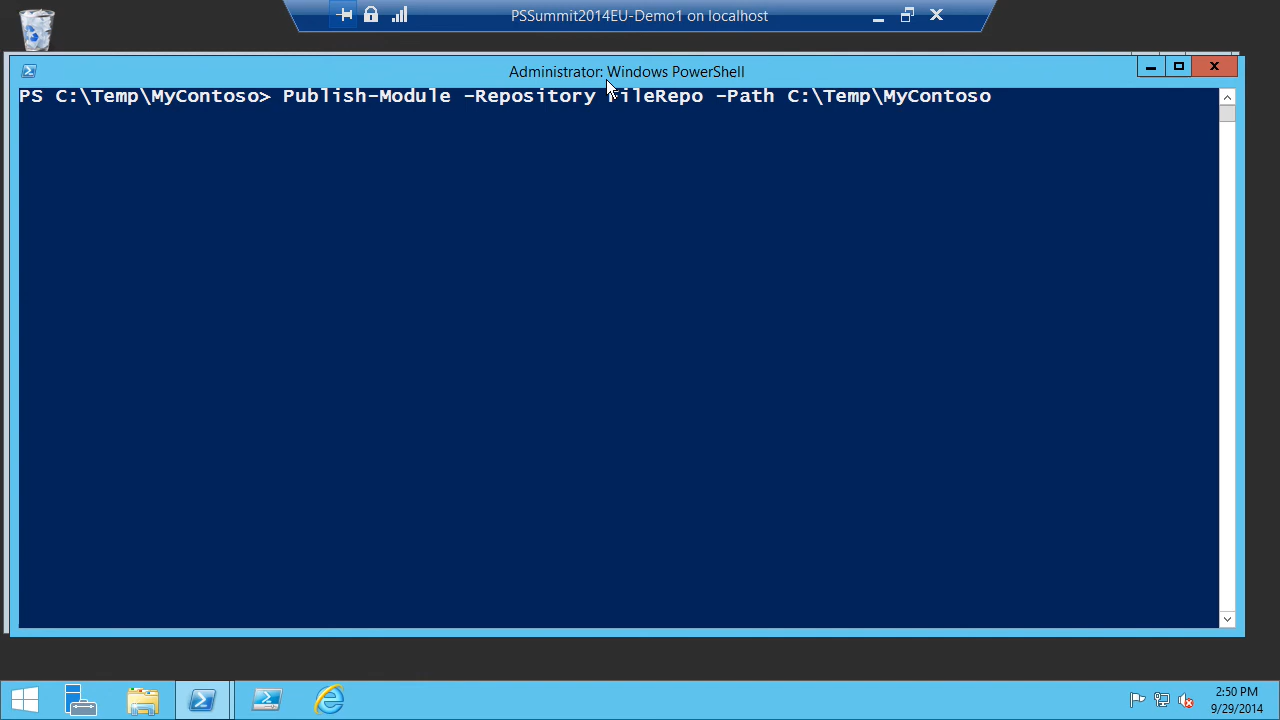 PSSummit2014EU-Demo1 on localhost
Administrator: Windows PowerShell
PS C:\Temp\MyContoso> Publish-Module -Repository FileRepo -Path C:\Temp\MyContoso
2:50 PM
9/29/2014